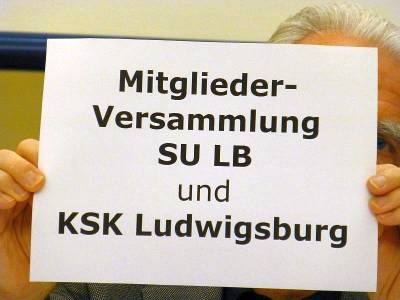 Mitglieder-
Versammlung
SU LB
und
KSK Ludwigsburg